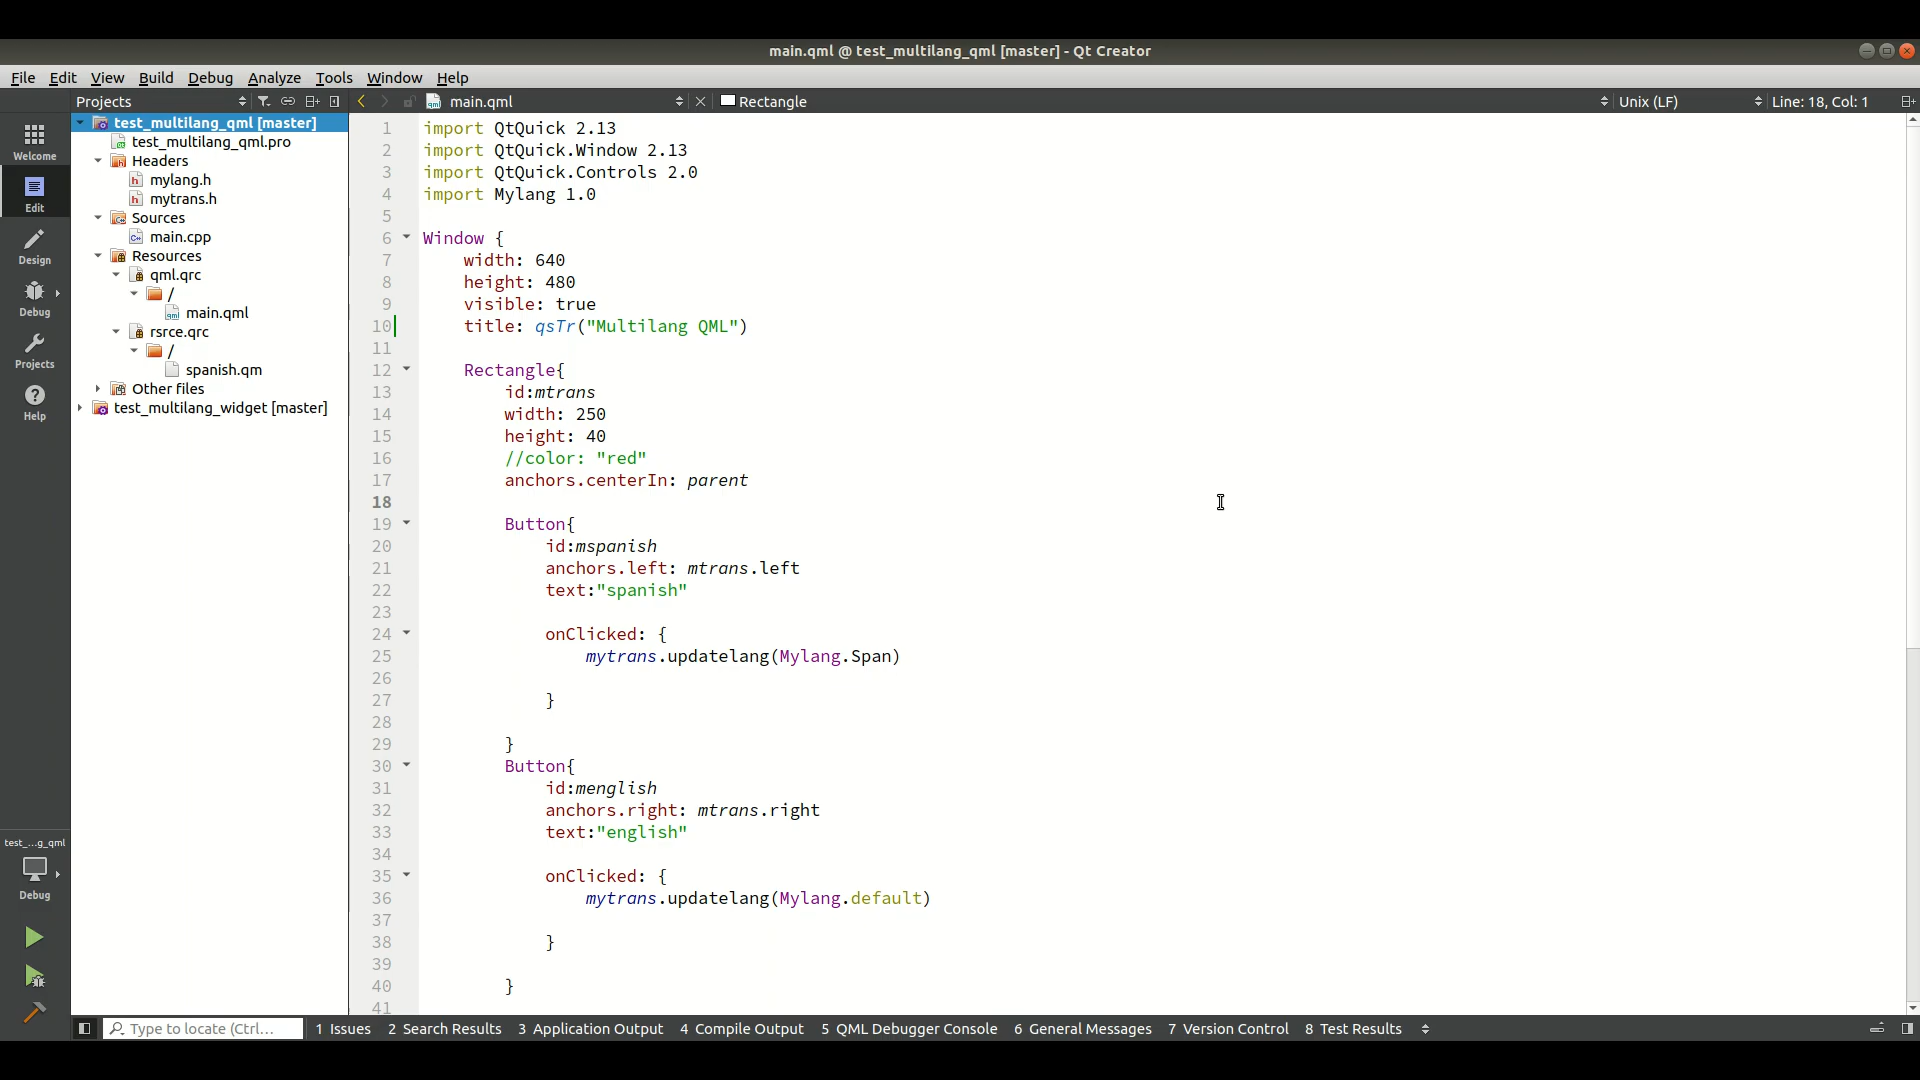 main.qml @ test_multilang_qml [master] - Qt Creator
File Edit View Build Debug Analyze Tools Window Help
Projects
main.qml
Rectangle
Unix (LF)
Line: 18, Col: 1
Welcome
Edit
Design
Debug
Projects
Help
test_...g_qml
Debug
test_multilang_qml [master]
test_multilang_qml.pro
Headers
mylang.h
mytrans.h
Sources
main.cpp
Resources
qml.qrc
/
main.qml
rsrce.qrc
/
spanish.qm
Other files
test_multilang_widget [master]
1 import QtQuick 2.13
2 import QtQuick.Window 2.13
3 import QtQuick.Controls 2.0
4 import Mylang 1.0
5
6 Window {
7 width: 640
8 height: 480
9 visible: true
10 title: qsTr("Multilang QML")
11
12 Rectangle{
13 id:mtrans
14 width: 250
15 height: 40
16 //color: "red"
17 anchors.centerIn: parent
18
19 Button{
20 id:mspanish
21 anchors.left: mtrans.left
22 text:"spanish"
23
24 onClicked: {
25 mytrans.updatelang(Mylang.Span)
26
27 }
28
29 }
30 Button{
31 id:menglish
32 anchors.right: mtrans.right
33 text:"english"
34
35 onClicked: {
36 mytrans.updatelang(Mylang.default)
37
38 }
39
40 }
41
Type to locate (Ctrl...
1 Issues 2 Search Results 3 Application Output 4 Compile Output 5 QML Debugger Console 6 General Messages 7 Version Control 8 Test Results